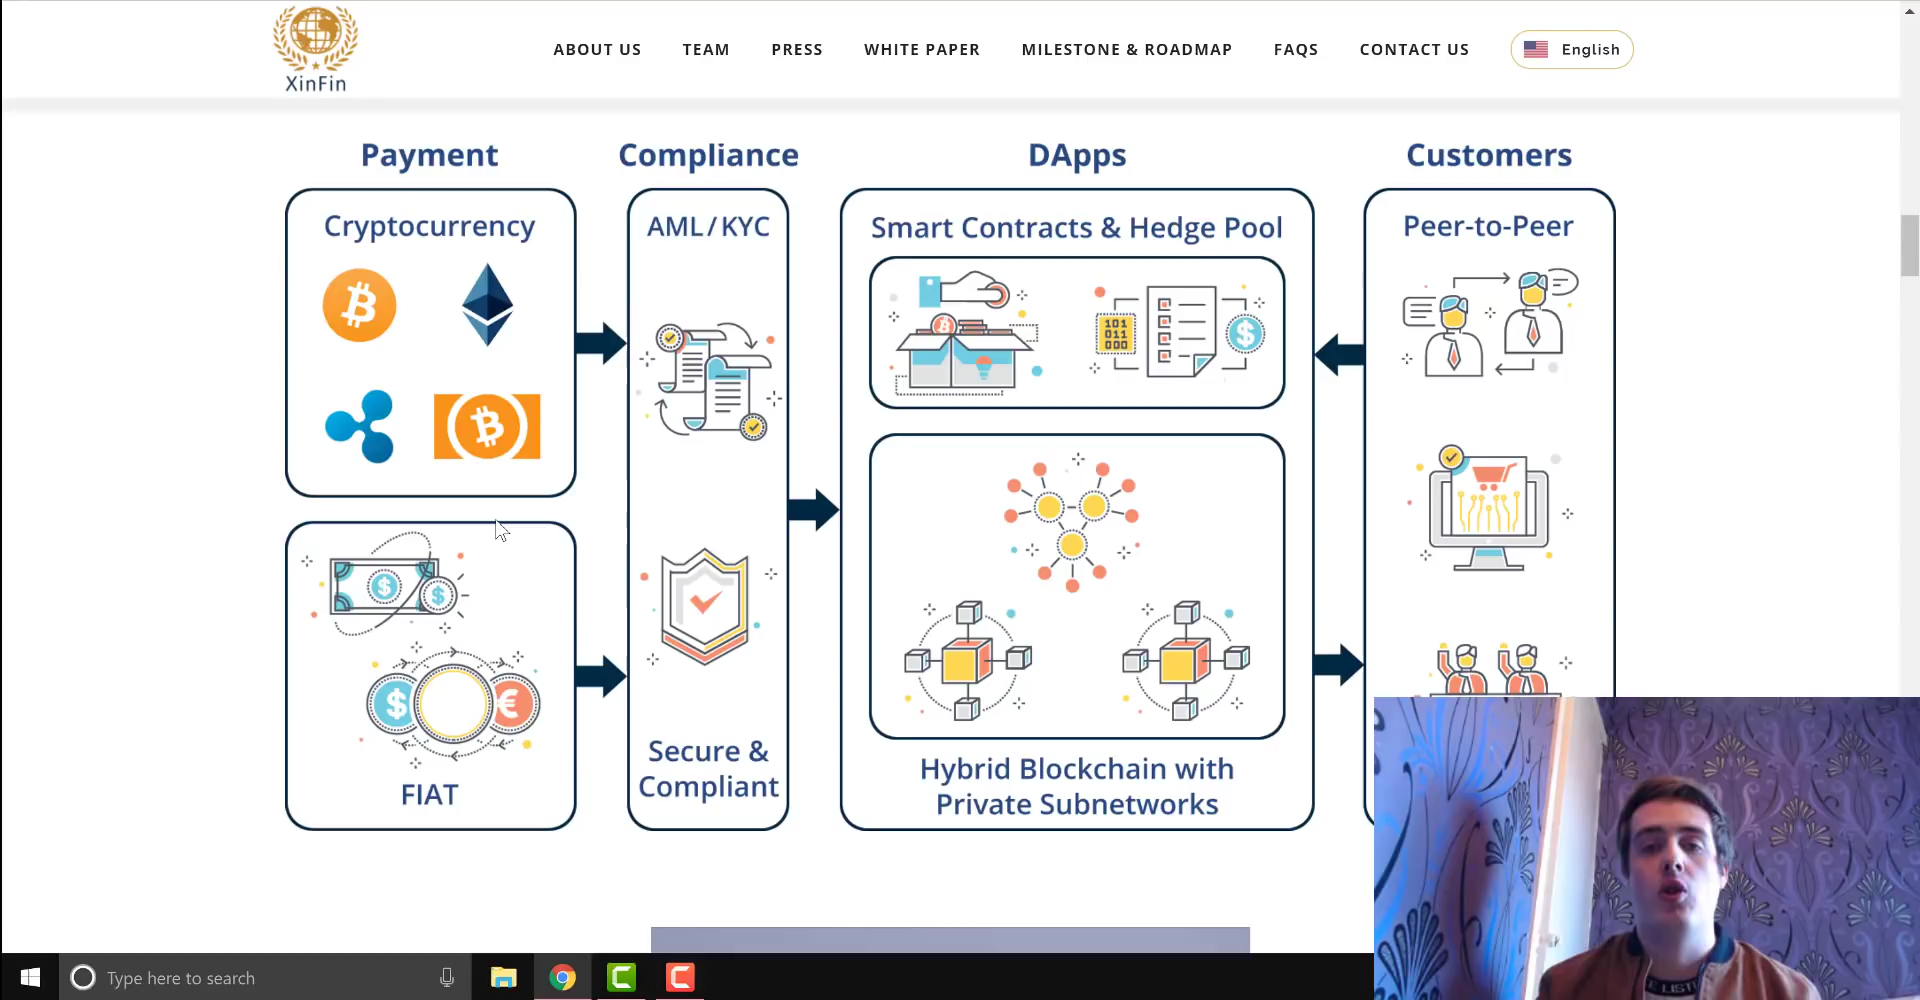 XinFin
ABOUT US
TEAM
PRESS
WHITE PAPER
MILESTONE & ROADMAP
FAQS
CONTACT US
English
Payment
Compliance
DApps
Customers
Cryptocurrency
AML/KYC
Smart Contracts & Hedge Pool
Peer-to-Peer
101
011
000
FIAT
Secure &
Compliant
Hybrid Blockchain with
Private Subnetworks
Type here to search